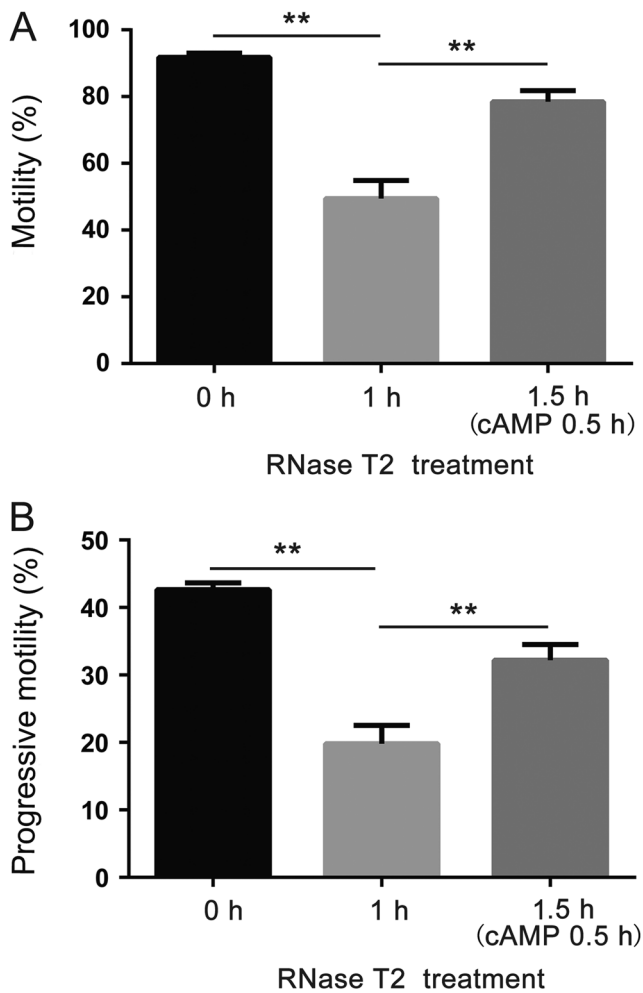 A
**
**
100
80
60
40
20
0
Motility (%)
0 h
1 h
1.5 h
(cAMP 0.5 h)
RNase T2 treatment
B
**
**
50
40
30
20
10
0
Progressive motility (%)
0 h
1 h
1.5 h
(cAMP 0.5 h)
RNase T2 treatment